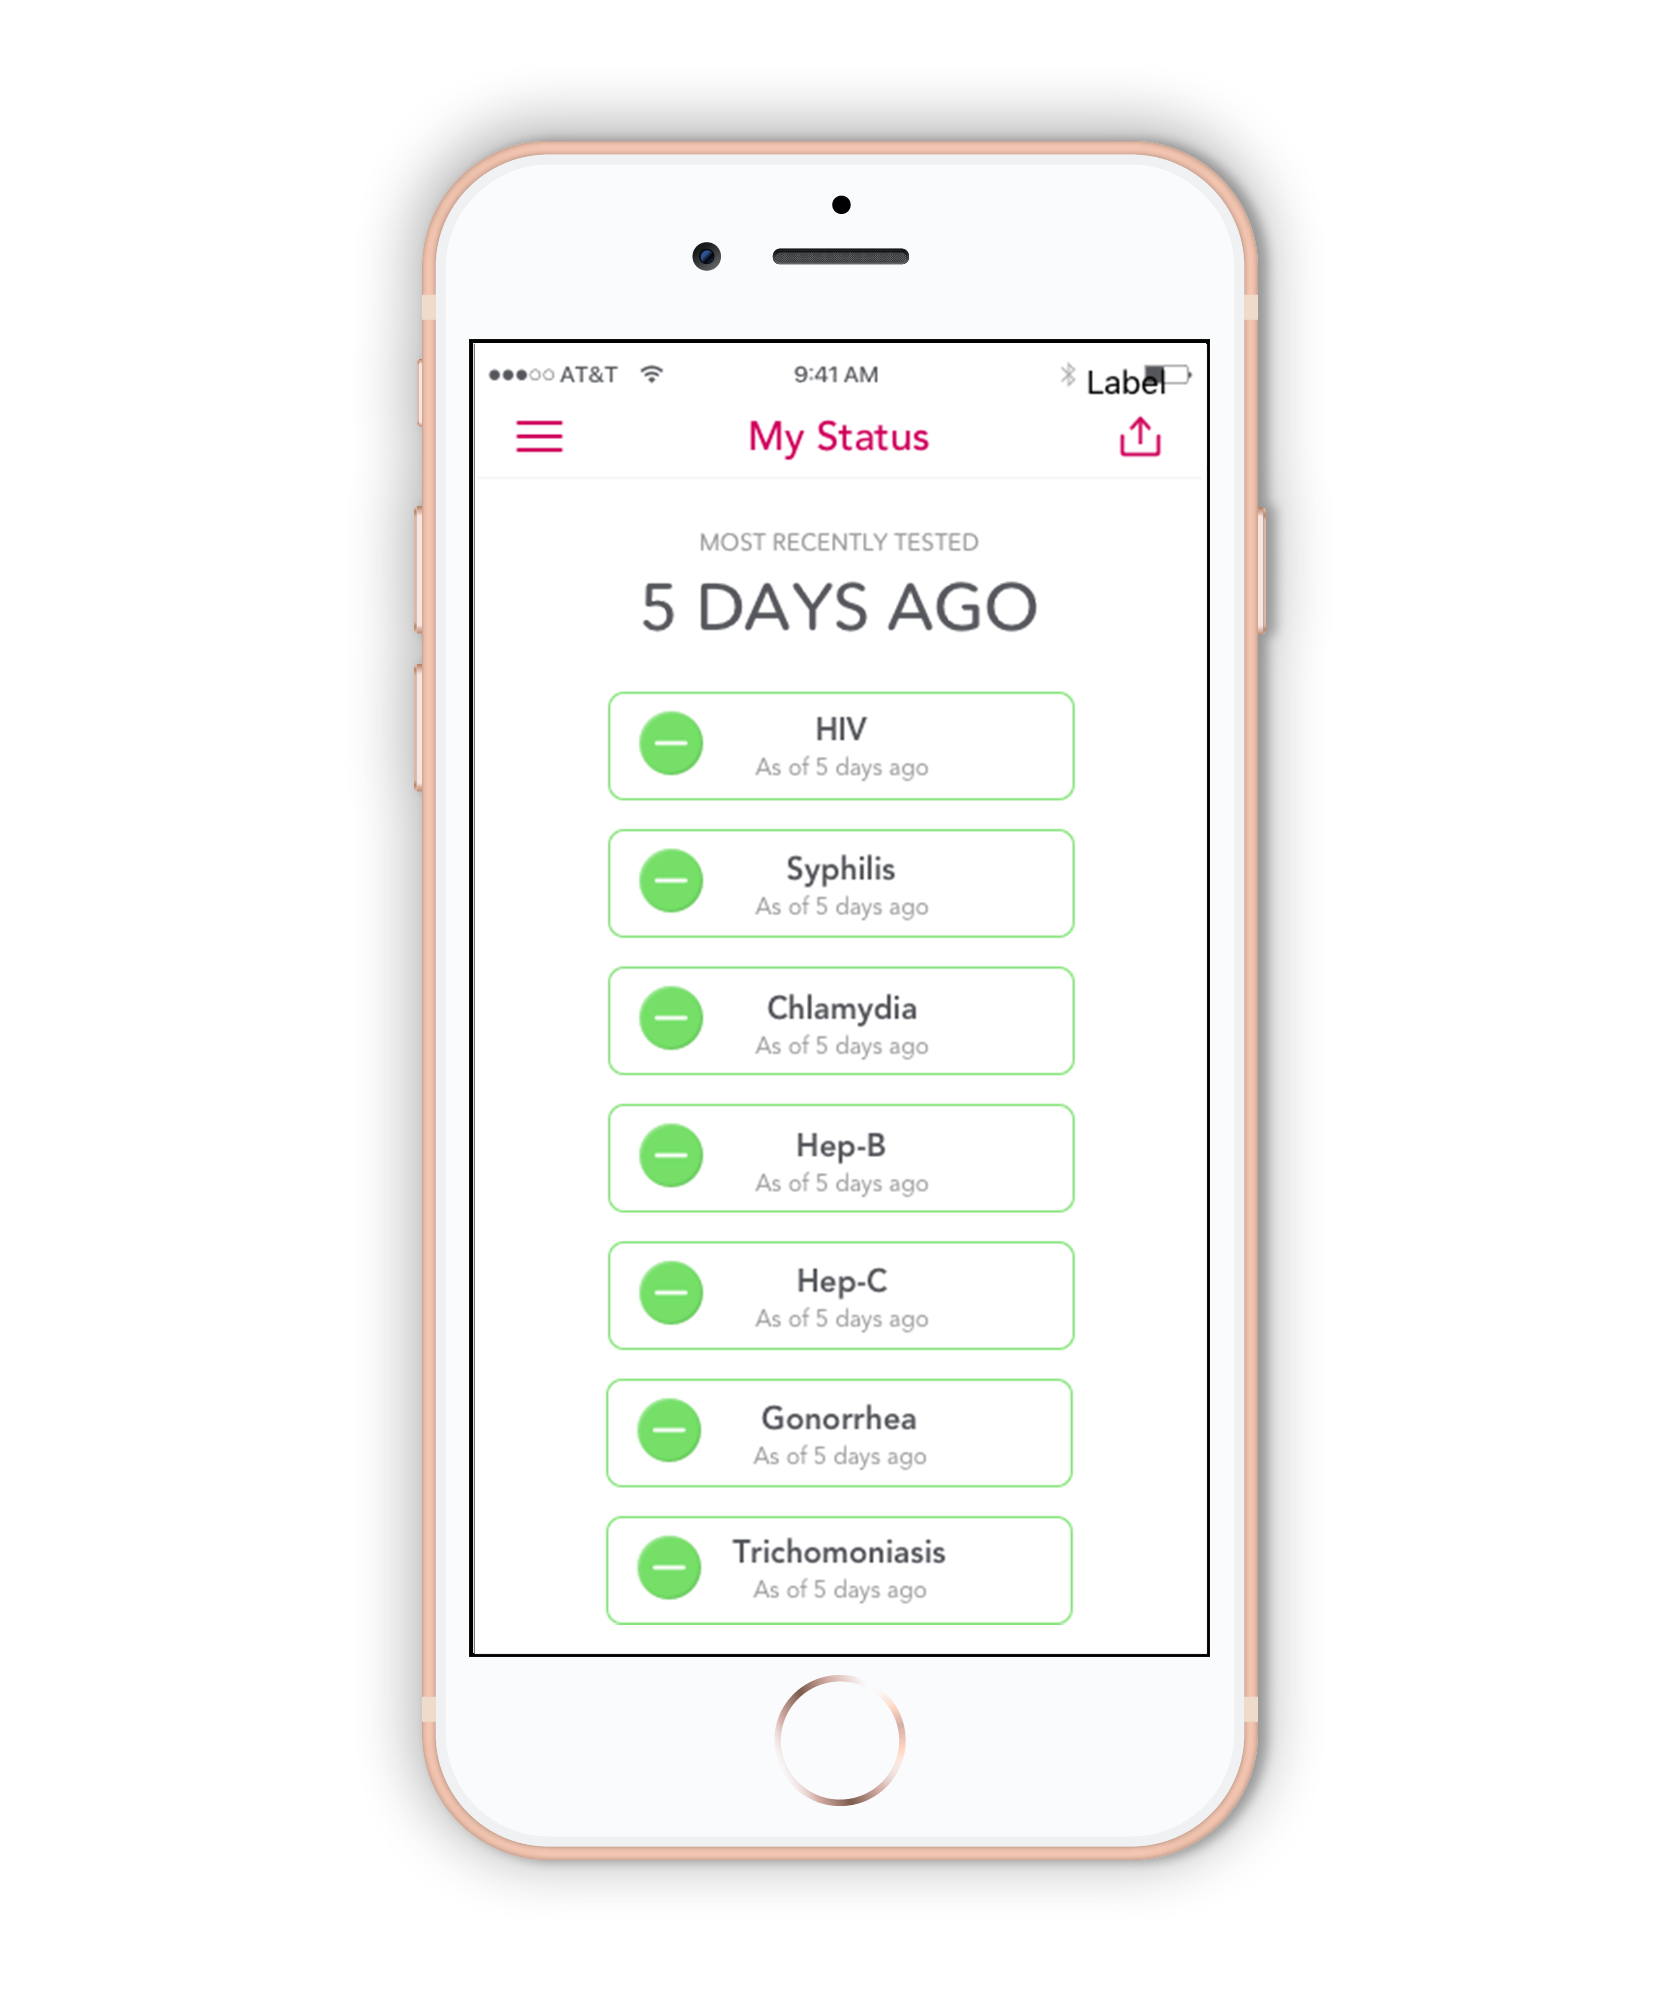 AT&T 9:41 AM Label
My Status
MOST RECENTLY TESTED
5 DAYS AGO
HIV
As of 5 days ago
Syphilis
As of 5 days ago
Chlamydia
As of 5 days ago
Hep-B
As of 5 days ago
Hep-C
As of 5 days ago
Gonorrhea
As of 5 days ago
Trichomoniasis
As of 5 days ago